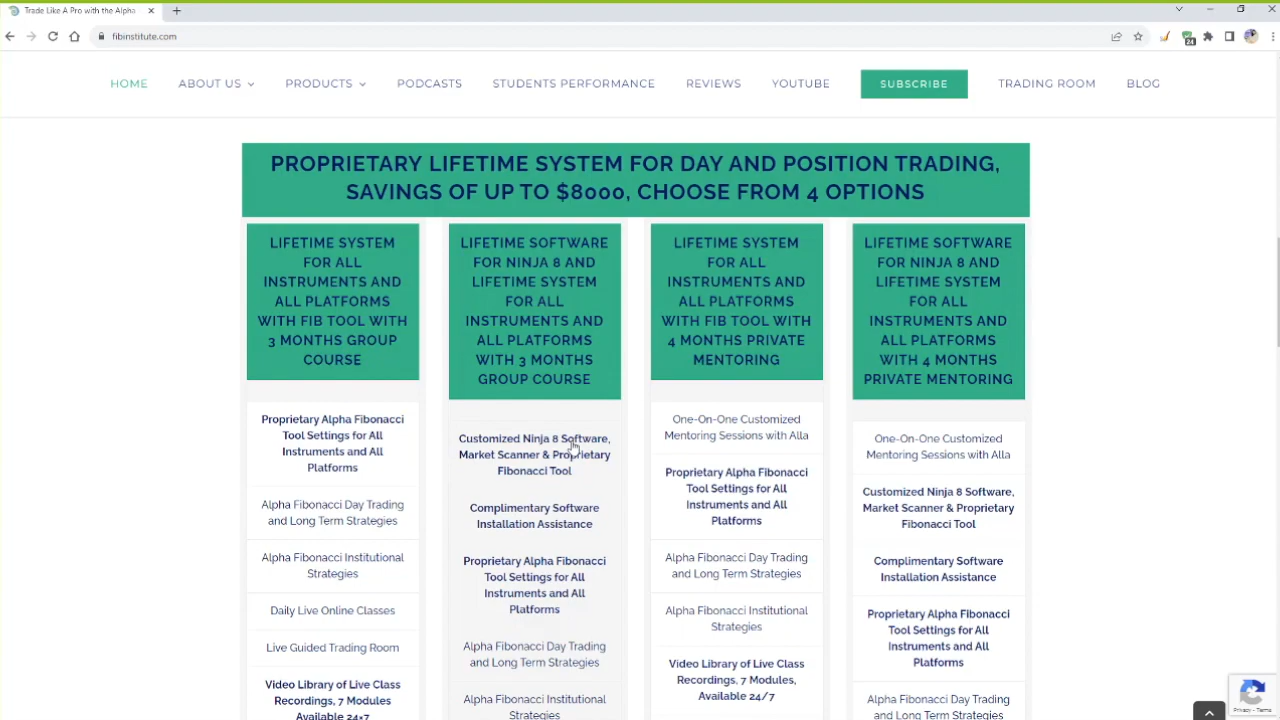 Trade Like A Pro with the Alpha
fibinstitute.com
24
HOME ABOUT US PRODUCTS PODCASTS STUDENTS PERFORMANCE REVIEWS YOUTUBE SUBSCRIBE TRADING ROOM BLOG
PROPRIETARY LIFETIME SYSTEM FOR DAY AND POSITION TRADING,
SAVINGS OF UP TO $8000, CHOOSE FROM 4 OPTIONS
LIFETIME SYSTEM
FOR ALL
INSTRUMENTS AND
ALL PLATFORMS
WITH FIB TOOL WITH
3 MONTHS GROUP
COURSE
Proprietary Alpha Fibonacci
Tool Settings for All
Instruments and All
Platforms
Alpha Fibonacci Day Trading
and Long Term Strategies
Alpha Fibonacci Institutional
Strategies
Daily Live Online Classes
Live Guided Trading Room
Video Library of Live Class
Recordings, 7 Modules
Available 24×7
LIFETIME SOFTWARE
FOR NINJA 8 AND
LIFETIME SYSTEM
FOR ALL
INSTRUMENTS AND
ALL PLATFORMS
WITH 3 MONTHS
GROUP COURSE
Customized Ninja 8 Software,
Market Scanner & Proprietary
Fibonacci Tool
Complimentary Software
Installation Assistance
Proprietary Alpha Fibonacci
Tool Settings for All
Instruments and All
Platforms
Alpha Fibonacci Day Trading
and Long Term Strategies
Alpha Fibonacci Institutional
Strategies
LIFETIME SYSTEM
FOR ALL
INSTRUMENTS AND
ALL PLATFORMS
WITH FIB TOOL WITH
4 MONTHS PRIVATE
MENTORING
One-On-One Customized
Mentoring Sessions with Alla
Proprietary Alpha Fibonacci
Tool Settings for All
Instruments and All
Platforms
Alpha Fibonacci Day Trading
and Long Term Strategies
Alpha Fibonacci Institutional
Strategies
Video Library of Live Class
Recordings, 7 Modules,
Available 24/7
LIFETIME SOFTWARE
FOR NINJA 8 AND
LIFETIME SYSTEM
FOR ALL
INSTRUMENTS AND
ALL PLATFORMS
WITH 4 MONTHS
PRIVATE MENTORING
One-On-One Customized
Mentoring Sessions with Alla
Customized Ninja 8 Software,
Market Scanner & Proprietary
Fibonacci Tool
Complimentary Software
Installation Assistance
Proprietary Alpha Fibonacci
Tool Settings for All
Instruments and All
Platforms
Alpha Fibonacci Day Trading
and Long Term Strategies
Privacy - Terms